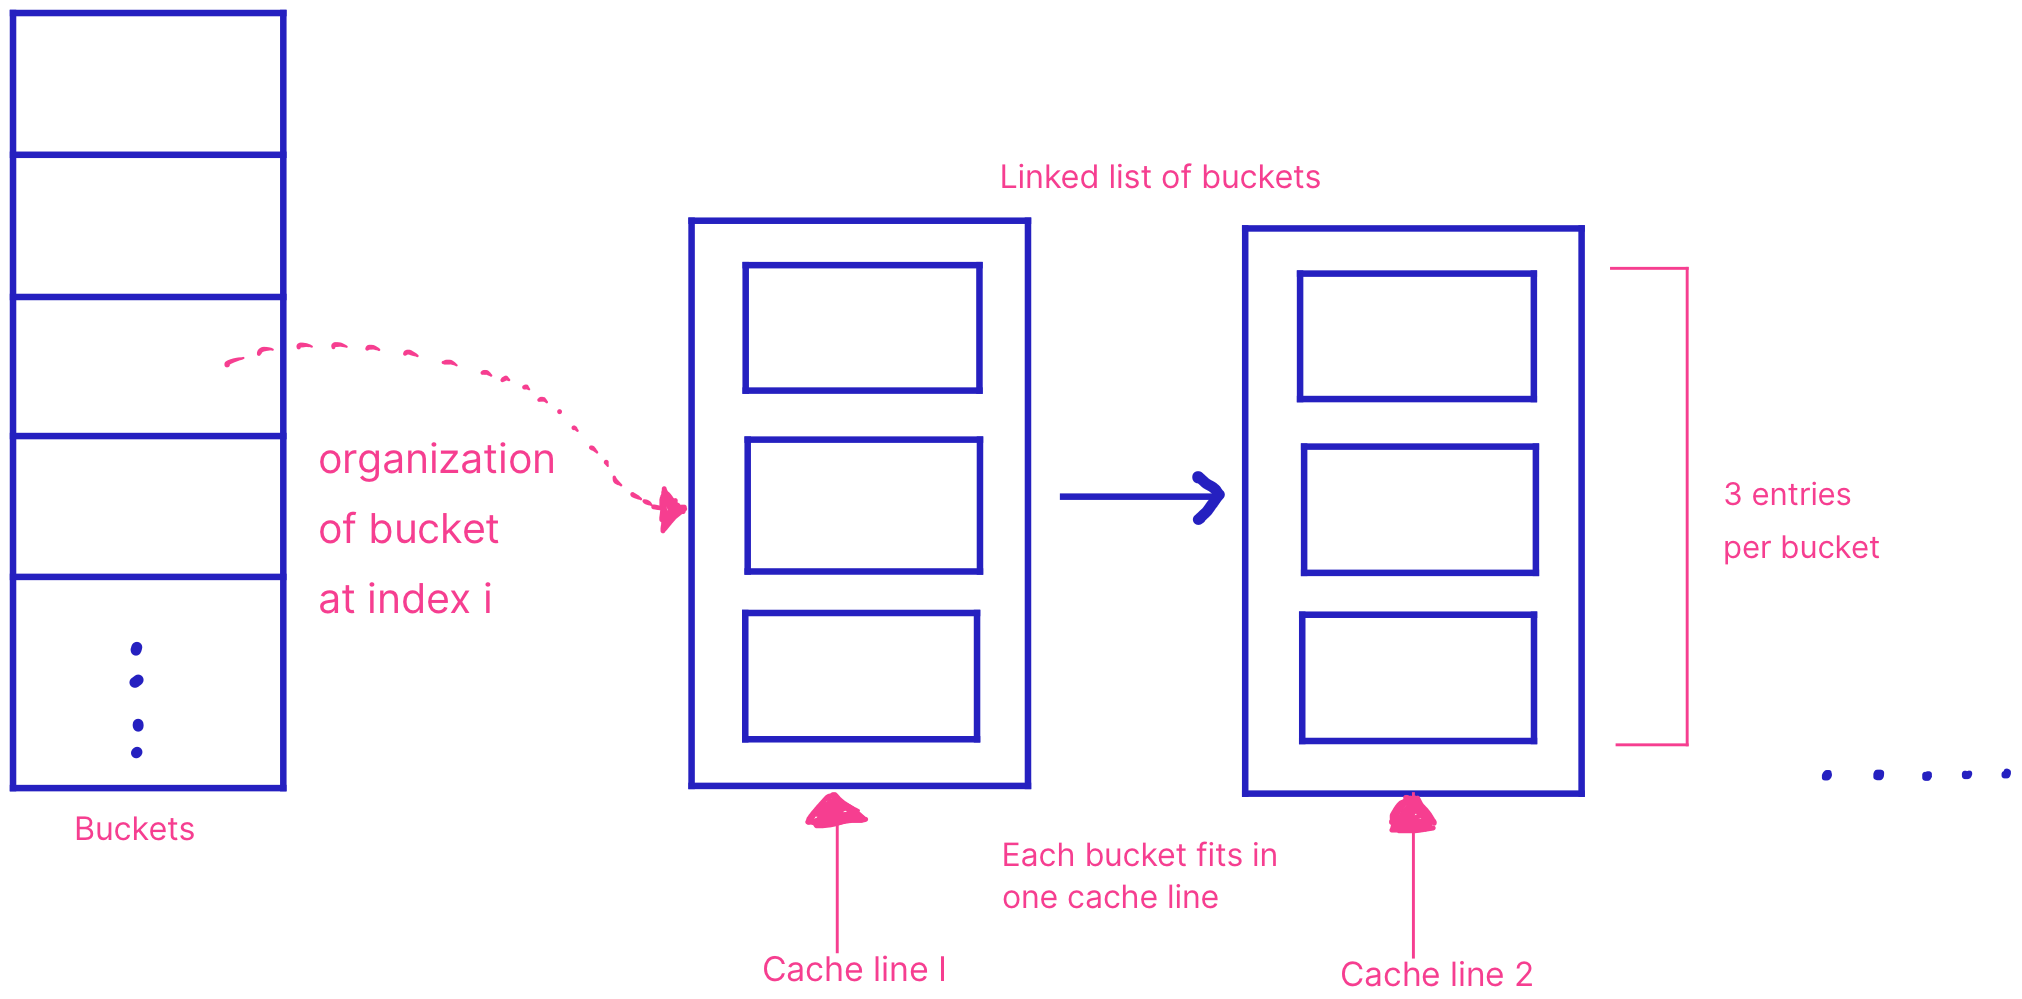 Linked list of buckets
organization
of bucket
at index i
3 entries
per bucket
Buckets
Each bucket fits in
one cache line
Cache line I
Cache line 2